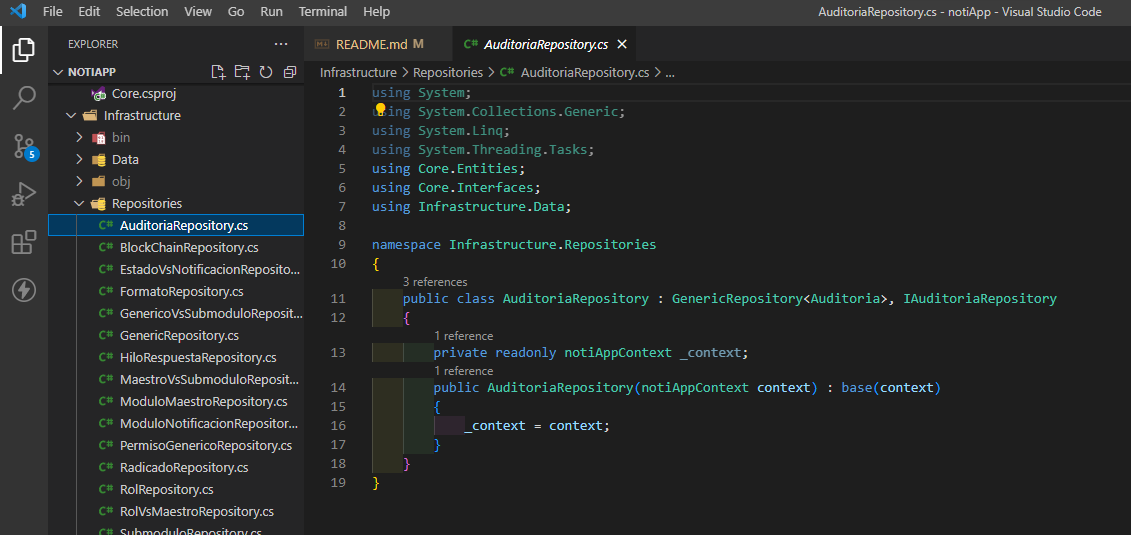 File Edit Selection View Go Run Terminal Help AuditoriaRepository.cs - notiApp - Visual Studio Code
EXPLORER ...
README.md M
C# AuditoriaRepository.cs
NOTIAPP
Infrastructure > Repositories > C# AuditoriaRepository.cs > ...
Core.csproj
Infrastructure
bin
Data
obj
Repositories
C# AuditoriaRepository.cs
C# BlockChainRepository.cs
C# EstadoVsNotificacionReposito...
C# FormatoRepository.cs
C# GenericoVsSubmoduloReposit...
C# GenericRepository.cs
C# HiloRespuestaRepository.cs
C# MaestroVsSubmoduloReposit...
C# ModuloMaestroRepository.cs
C# ModuloNotificacionRepositor...
C# PermisoGenericoRepository.cs
C# RadicadoRepository.cs
C# RolRepository.cs
C# RolVsMaestroRepository.cs
C# SubmoduloRepository.cs
5
1 using System;
2 using System.Collections.Generic;
3 using System.Linq;
4 using System.Threading.Tasks;
5 using Core.Entities;
6 using Core.Interfaces;
7 using Infrastructure.Data;
8
9 namespace Infrastructure.Repositories
10 {
3 references
11 public class AuditoriaRepository : GenericRepository<Auditoria>, IAuditoriaRepository
12 {
1 reference
13 private readonly notiAppContext _context;
1 reference
14 public AuditoriaRepository(notiAppContext context) : base(context)
15 {
16 _context = context;
17 }
18 }
19 }